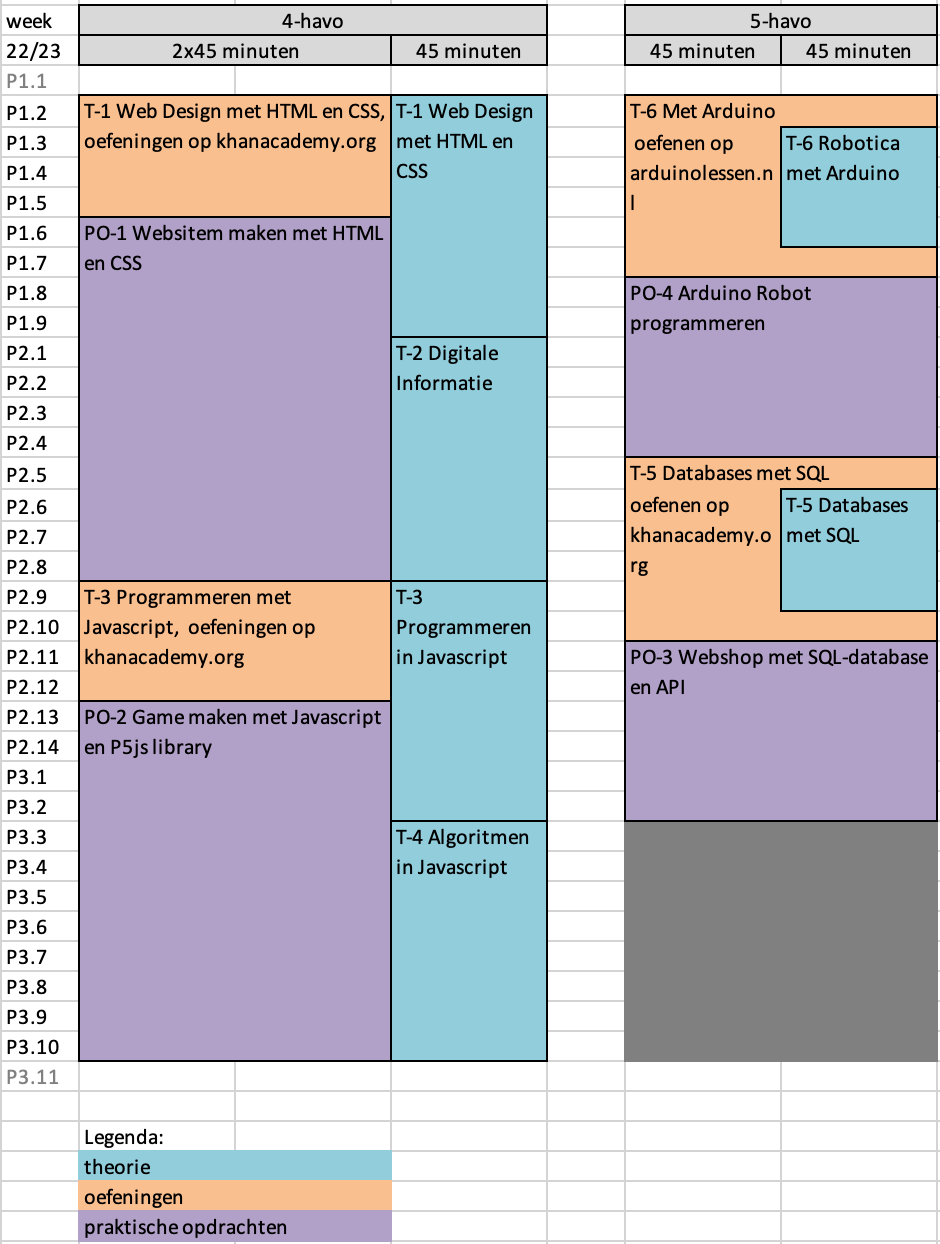 week
4-havo
5-havo
22/23
2x45 minuten
45 minuten
45 minuten
45 minuten
P1.1
P1.2
P1.3
P1.4
P1.5
P1.6
P1.7
P1.8
P1.9
P2.1
P2.2
P2.3
P2.4
P2.5
P2.6
P2.7
P2.8
P2.9
P2.10
P2.11
P2.12
P2.13
P2.14
P3.1
P3.2
P3.3
P3.4
P3.5
P3.6
P3.7
P3.8
P3.9
P3.10
P3.11
T-1 Web Design met HTML en CSS,
oefeningen op khanacademy.org
PO-1 Websitem maken met HTML
en CSS
T-3 Programmeren met
Javascript, oefeningen op
khanacademy.org
PO-2 Game maken met Javascript
en P5js library
T-1 Web Design
met HTML en
CSS
T-2 Digitale
Informatie
T-3
Programmeren
in Javascript
T-4 Algoritmen
in Javascript
T-6 Met Arduino
oefenen op
arduinolessen.n
l
T-6 Robotica
met Arduino
PO-4 Arduino Robot
programmeren
T-5 Databases met SQL
oefenen op
khanacademy.o
rg
T-5 Databases
met SQL
PO-3 Webshop met SQL-database
en API
Legenda:
theorie
oefeningen
praktische opdrachten